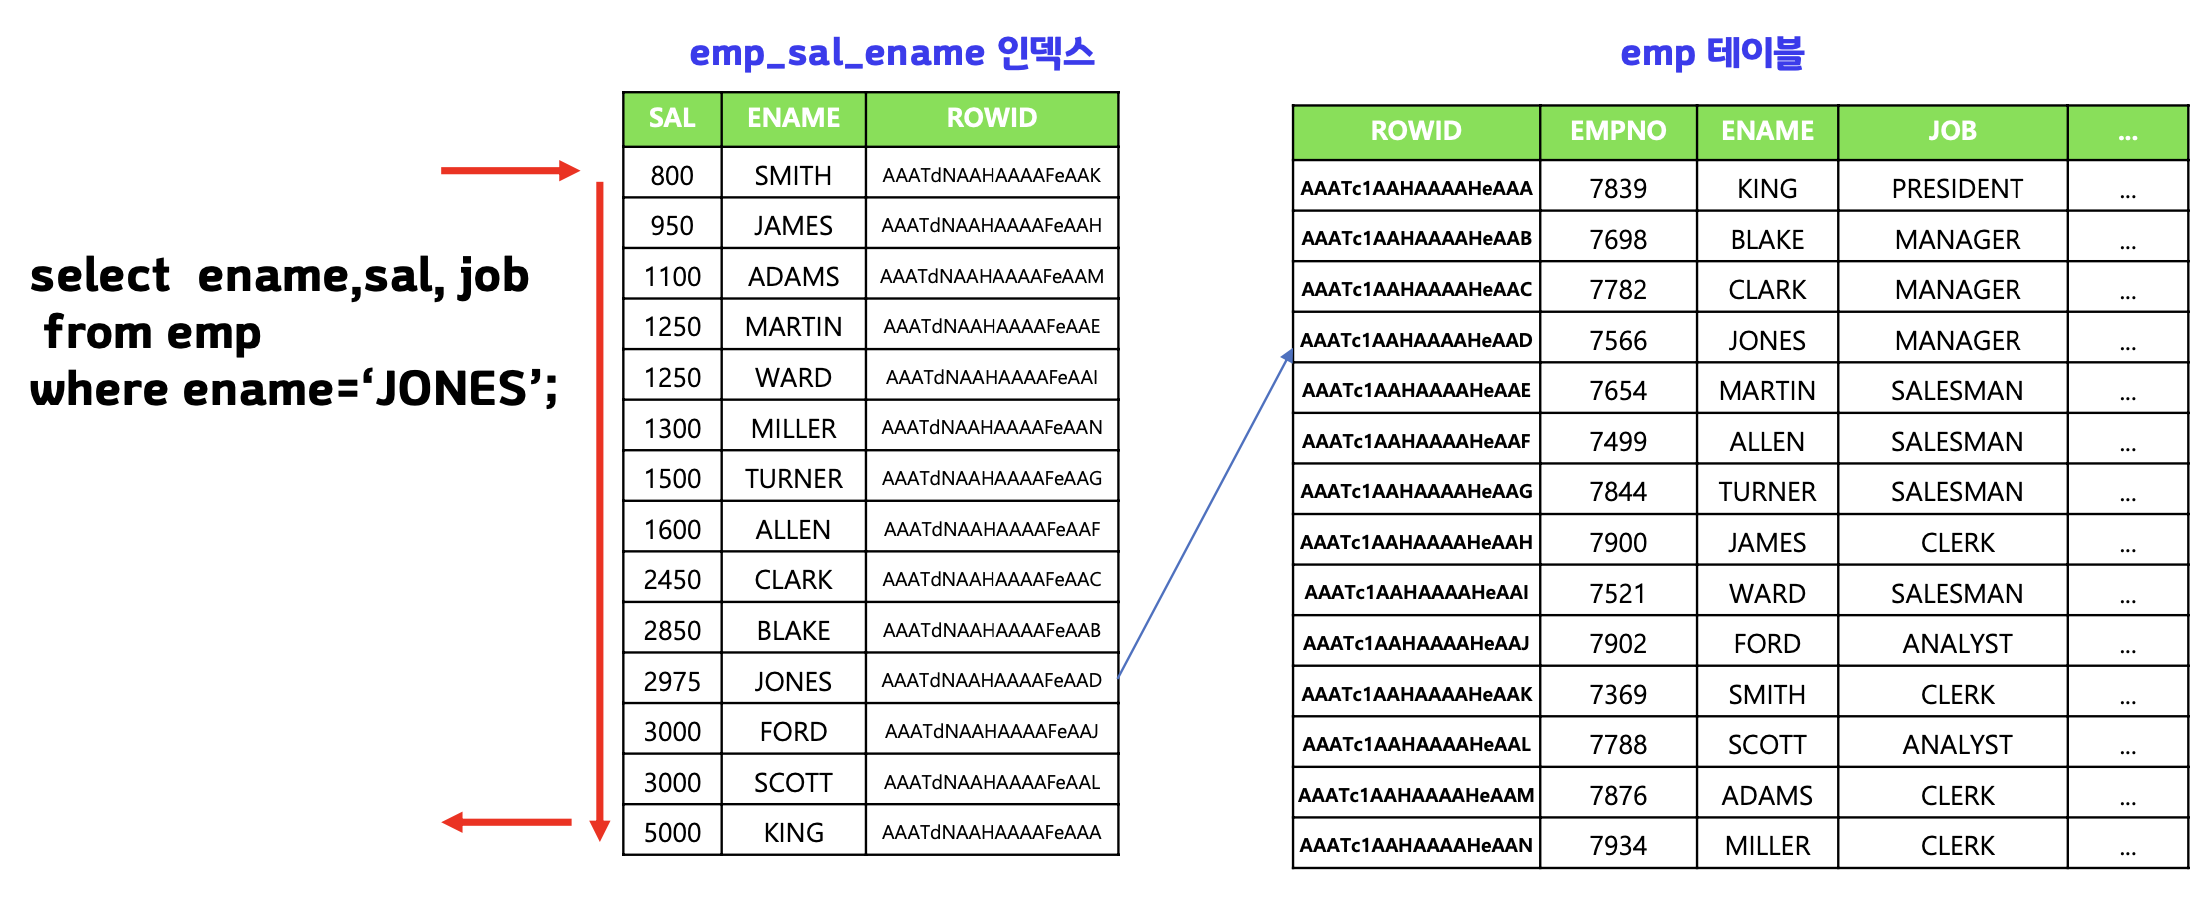 emp_sal_ename 인덱스
emp 테이블
select  ename,sal, job
from emp
where ename=‘JONES’;
SAL ENAME ROWID
800 SMITH AAATdNAAHAAAAFeAAK
950 JAMES AAATdNAAHAAAAFeAAH
1100 ADAMS AAATdNAAHAAAAFeAAM
1250 MARTIN AAATdNAAHAAAAFeAAE
1250 WARD AAATdNAAHAAAAFeAAI
1300 MILLER AAATdNAAHAAAAFeAAN
1500 TURNER AAATdNAAHAAAAFeAAG
1600 ALLEN AAATdNAAHAAAAFeAAF
2450 CLARK AAATdNAAHAAAAFeAAC
2850 BLAKE AAATdNAAHAAAAFeAAB
2975 JONES AAATdNAAHAAAAFeAAD
3000 FORD AAATdNAAHAAAAFeAAJ
3000 SCOTT AAATdNAAHAAAAFeAAL
5000 KING AAATdNAAHAAAAFeAAA
ROWID EMPNO ENAME JOB ...
AAATc1AAHAAAAHeAAA 7839 KING PRESIDENT ...
AAATc1AAHAAAAHeAAB 7698 BLAKE MANAGER ...
AAATc1AAHAAAAHeAAC 7782 CLARK MANAGER ...
AAATc1AAHAAAAHeAAD 7566 JONES MANAGER ...
AAATc1AAHAAAAHeAAE 7654 MARTIN SALESMAN ...
AAATc1AAHAAAAHeAAF 7499 ALLEN SALESMAN ...
AAATc1AAHAAAAHeAAG 7844 TURNER SALESMAN ...
AAATc1AAHAAAAHeAAH 7900 JAMES CLERK ...
AAATc1AAHAAAAHeAAI 7521 WARD SALESMAN ...
AAATc1AAHAAAAHeAAJ 7902 FORD ANALYST ...
AAATc1AAHAAAAHeAAK 7369 SMITH CLERK ...
AAATc1AAHAAAAHeAAL 7788 SCOTT ANALYST ...
AAATc1AAHAAAAHeAAM 7876 ADAMS CLERK ...
AAATc1AAHAAAAHeAAN 7934 MILLER CLERK ...